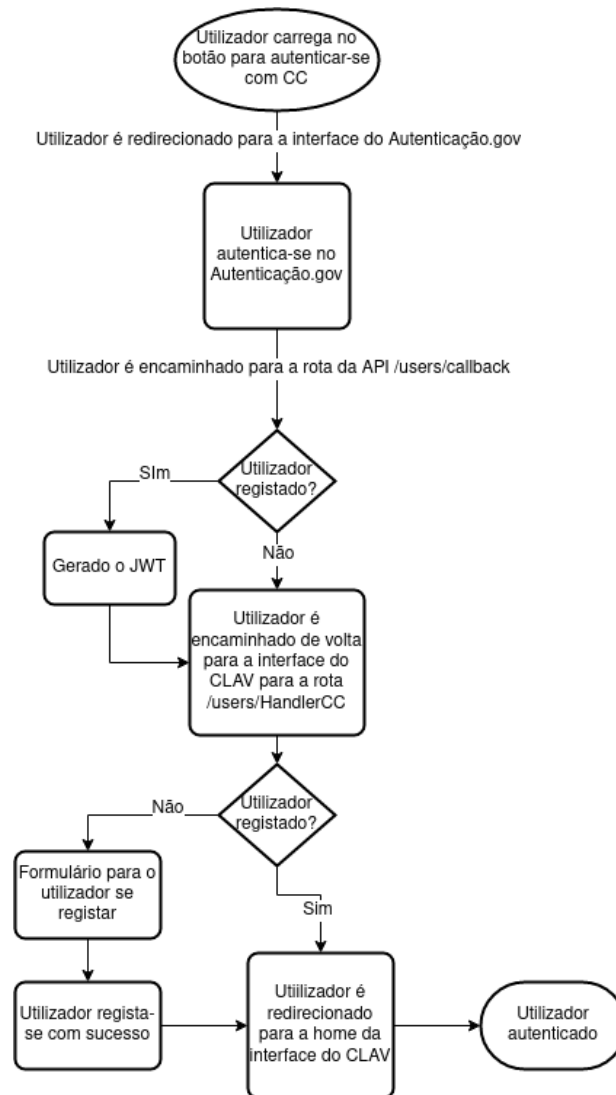 Utilizador carrega no
botão para autenticar-se
com CC
Utilizador é redirecionado para a interface do Autenticação.gov
Utilizador
autentica-se no
Autenticação.gov
Utilizador é encaminhado para a rota da API /users/callback
Utilizador
registado?
SIm
Não
Gerado o JWT
Utilizador é
encaminhado de volta
para a interface do
CLAV para a rota
/users/HandlerCC
Utilizador
registado?
Não
Formulário para o
utilizador se
registar
Sim
Utilizador regista-
se com sucesso
Utiilizador é
redirecionado
para a home da
interface do CLAV
Utilizador
autenticado